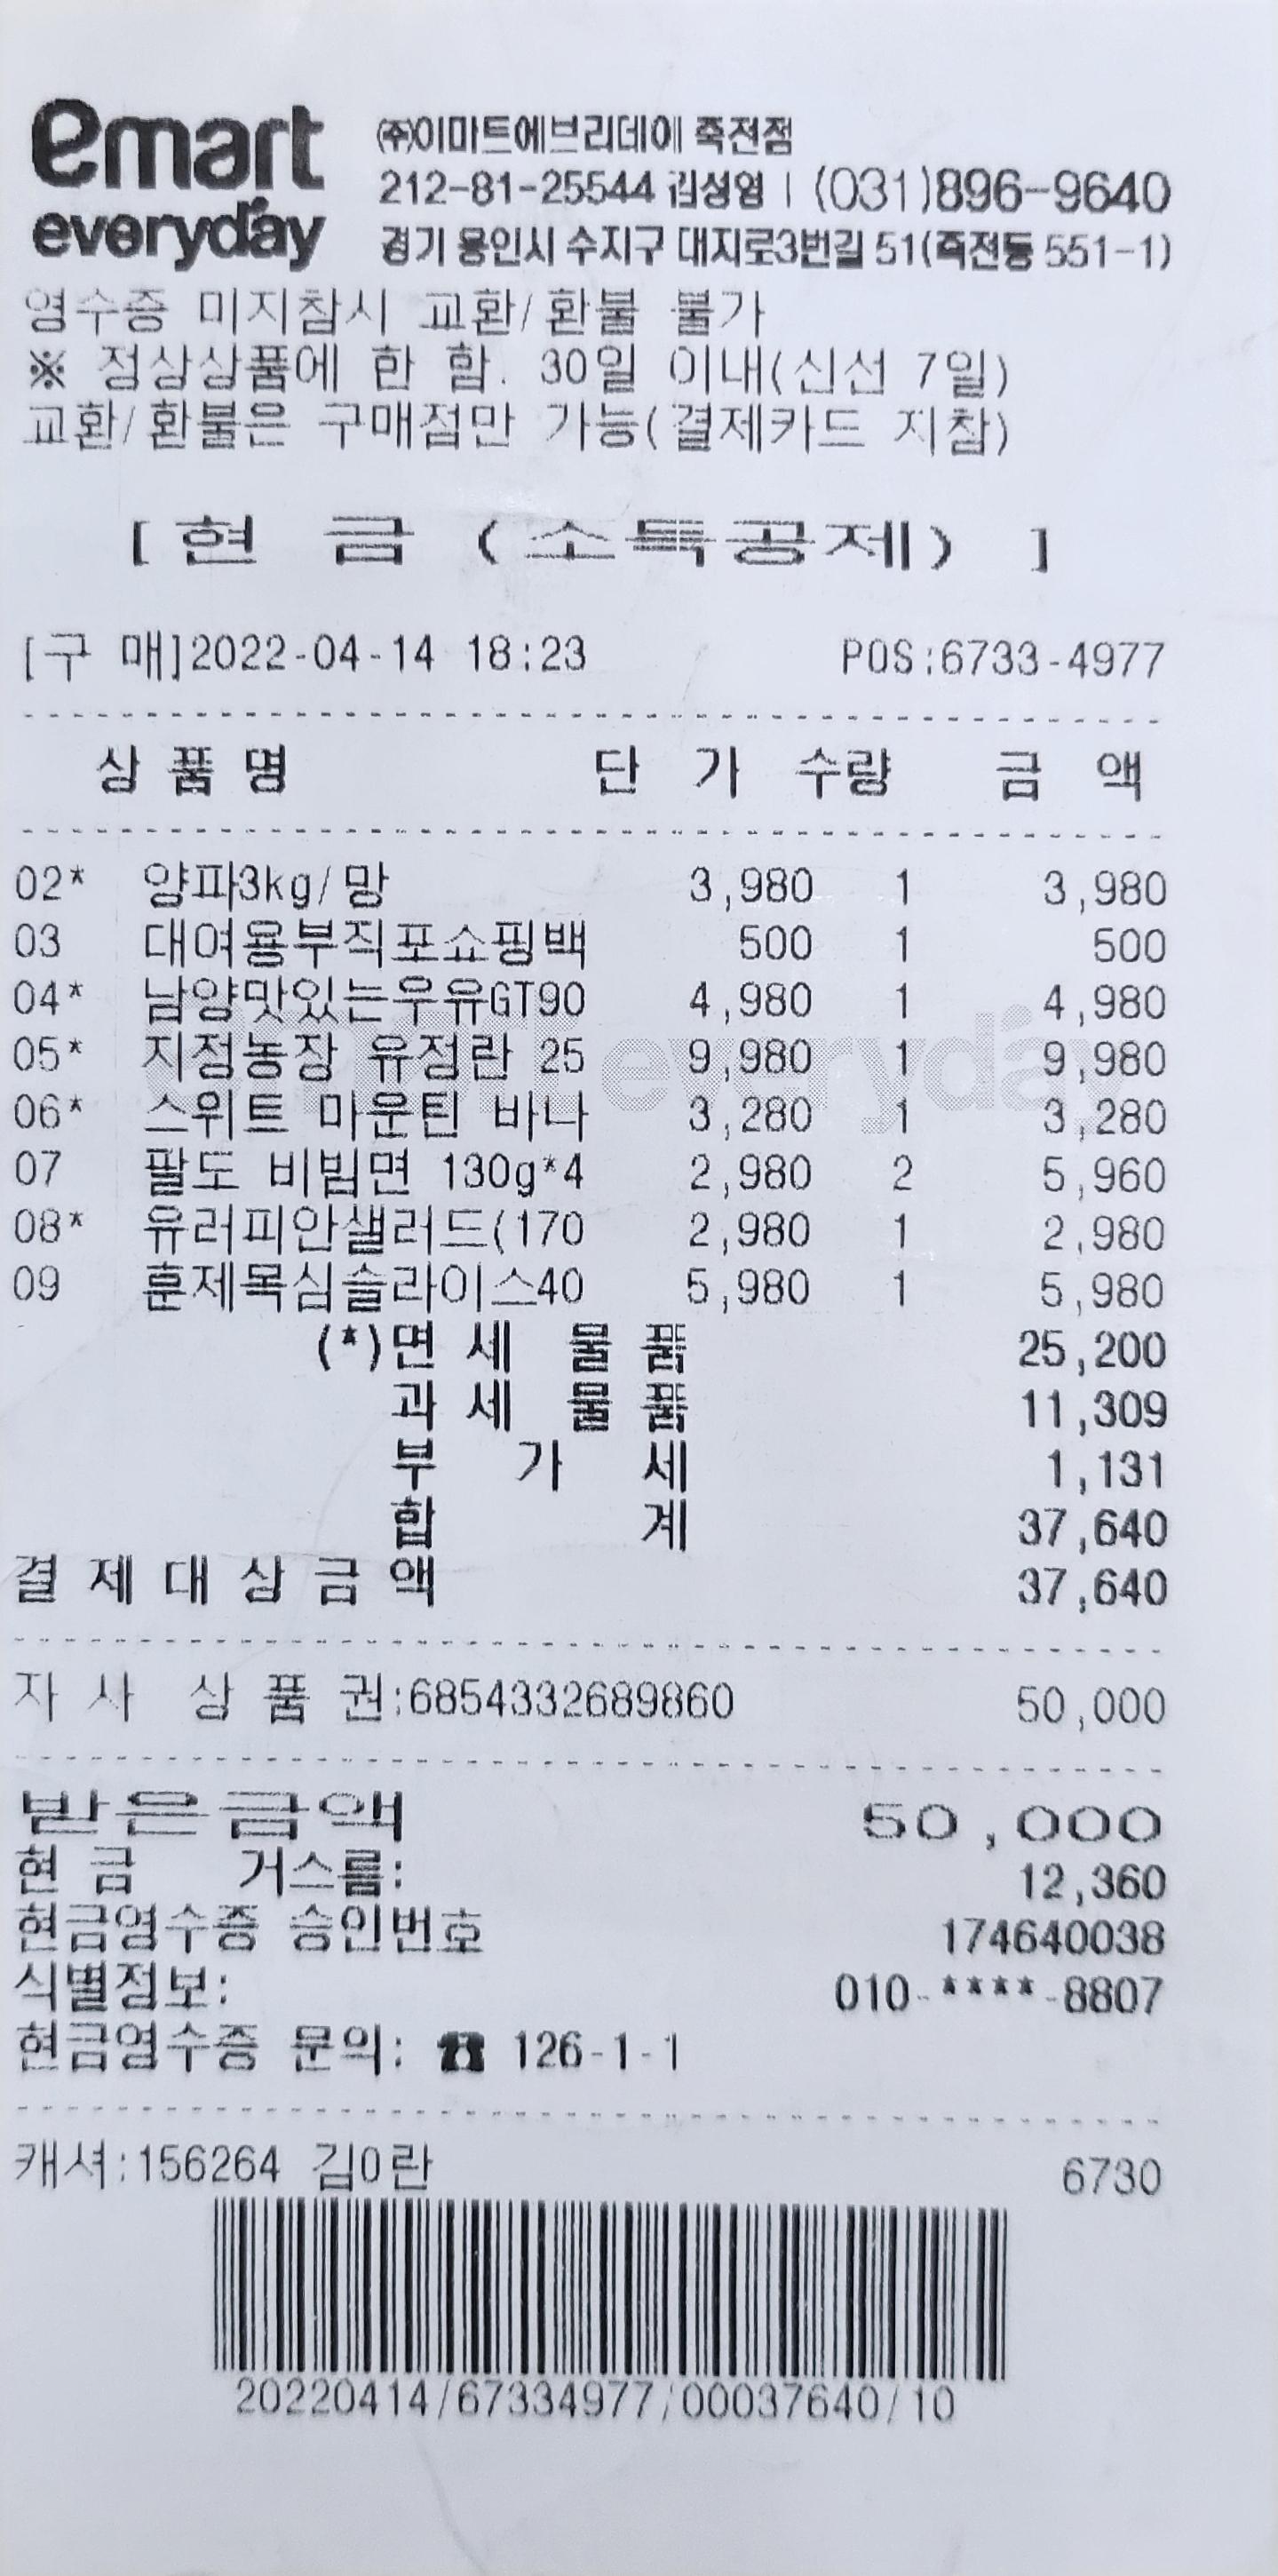 emart everyday
㈜이마트에브리데이 죽전점
212-81-25544 김성영 | (031)896-9640
경기 용인시 수지구 대지로3번길 51(죽전동 551-1)
영수증 미지참시 교환/환불 불가
※ 정상상품에 한 함. 30일 이내(신선 7일)
교환/환불은 구매점만 가능(결제카드 지참)
[ 현 금 (소득공제) ]
[구 매]2022-04-14 18:23 POS:6733-4977
상 품 명 단 가 수량 금 액
02* 양파3kg/망 3,980 1 3,980
03 대여용부직포쇼핑백 500 1 500
04* 남양맛있는우유GT90 4,980 1 4,980
05* 지정농장 유정란 25 9,980 1 9,980
06* 스위트 마운틴 바나 3,280 1 3,280
07 팔도 비빔면 130g*4 2,980 2 5,960
08* 유러피안샐러드(170 2,980 1 2,980
09 훈제목심슬라이스40 5,980 1 5,980
(*)면 세 물 품 25,200
과 세 물 품 11,309
부 가 세 1,131
합 계 37,640
결 제 대 상 금 액 37,640
자 사 상 품 권:6854332689860 50,000
받은금액 50,000
현 금 거스름: 12,360
현금영수증 승인번호 174640038
식별정보: 010-****-8807
현금영수증 문의: ☎ 126-1-1
캐셔:156264 김0란 6730
20220414/67334977/00037640/10